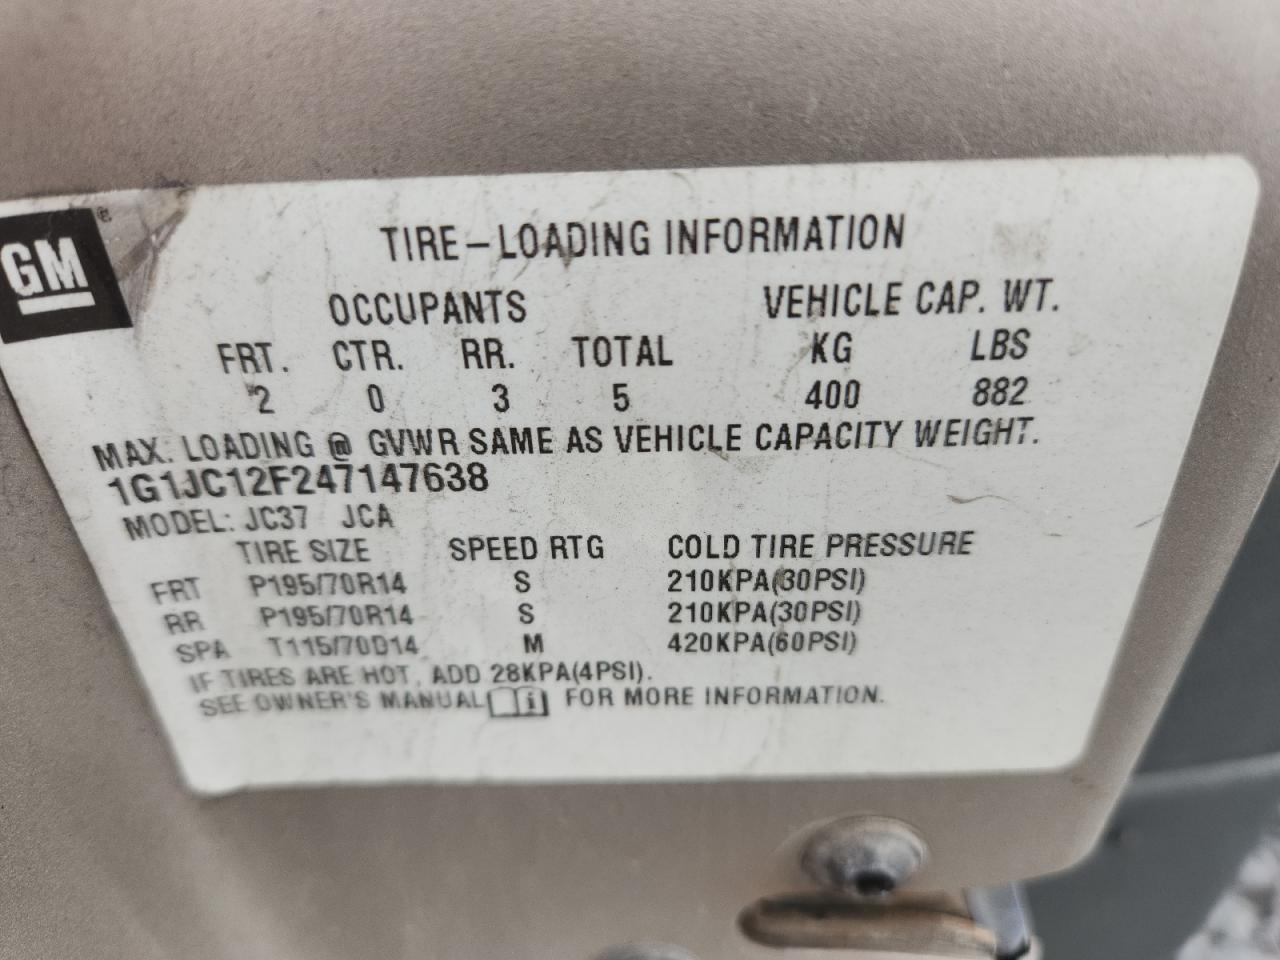 GM ®
TIRE-LOADING INFORMATION
OCCUPANTS VEHICLE CAP. WT.
FRT. CTR. RR. TOTAL KG LBS
2 0 3 5 400 882
MAX. LOADING @ GVWR SAME AS VEHICLE CAPACITY WEIGHT.
1G1JC12F247147638
MODEL: JC37 JCA
TIRE SIZE SPEED RTG COLD TIRE PRESSURE
FRT P195/70R14 S 210KPA(30PSI)
RR P195/70R14 S 210KPA(30PSI)
SPA T115/70D14 M 420KPA(60PSI)
IF TIRES ARE HOT, ADD 28KPA(4PSI).
SEE OWNER'S MANUAL i FOR MORE INFORMATION.